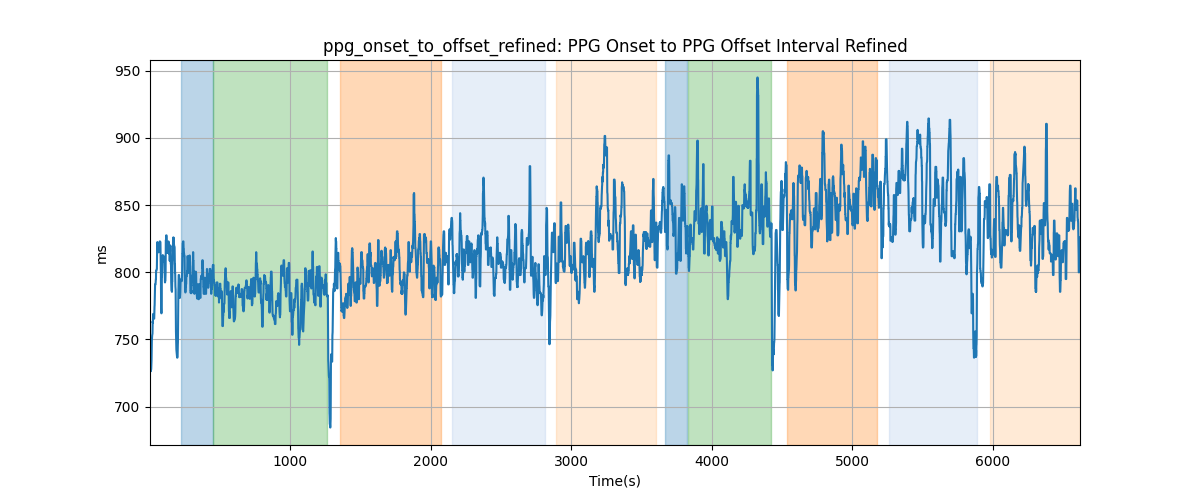 ppg_onset_to_offset_refined: PPG Onset to PPG Offset Interval Refined
950
900
850
800
750
700
ms
1000 2000 3000 4000 5000 6000
Time(s)